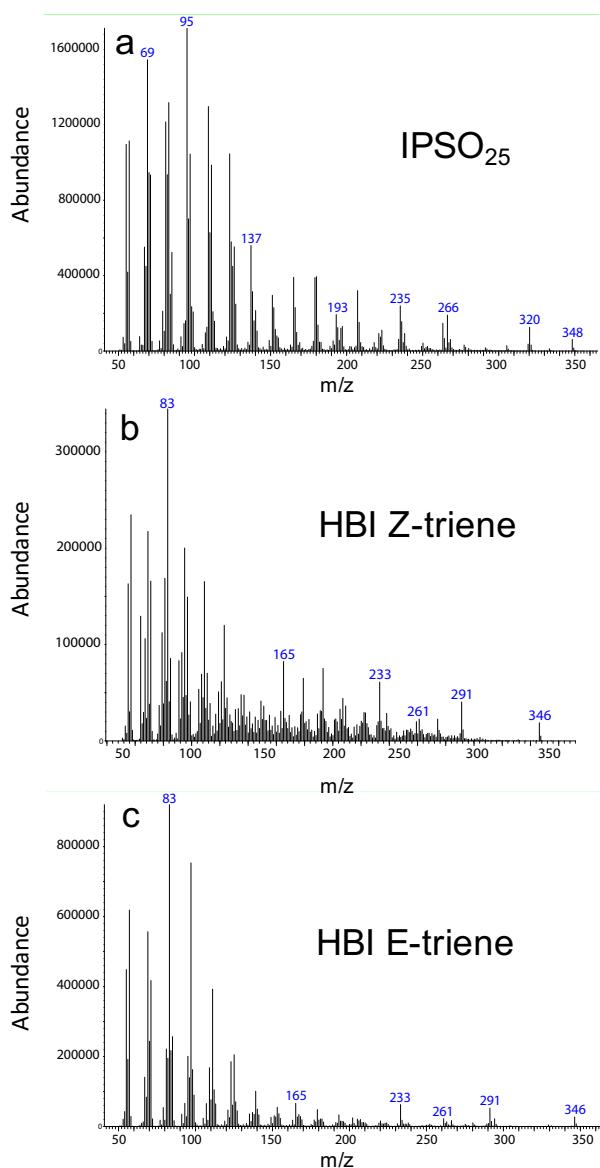 a
IPSO₂₅
Abundance
1600000
1200000
800000
400000
0
69
95
137
193
235
266
320
348
50 100 150 200 250 300 350
m/z
b
HBI Z-triene
Abundance
300000
200000
100000
0
83
165
233
261
291
346
50 100 150 200 250 300 350
m/z
c
HBI E-triene
Abundance
800000
600000
400000
200000
0
83
165
233
261
291
346
50 100 150 200 250 300 350
m/z